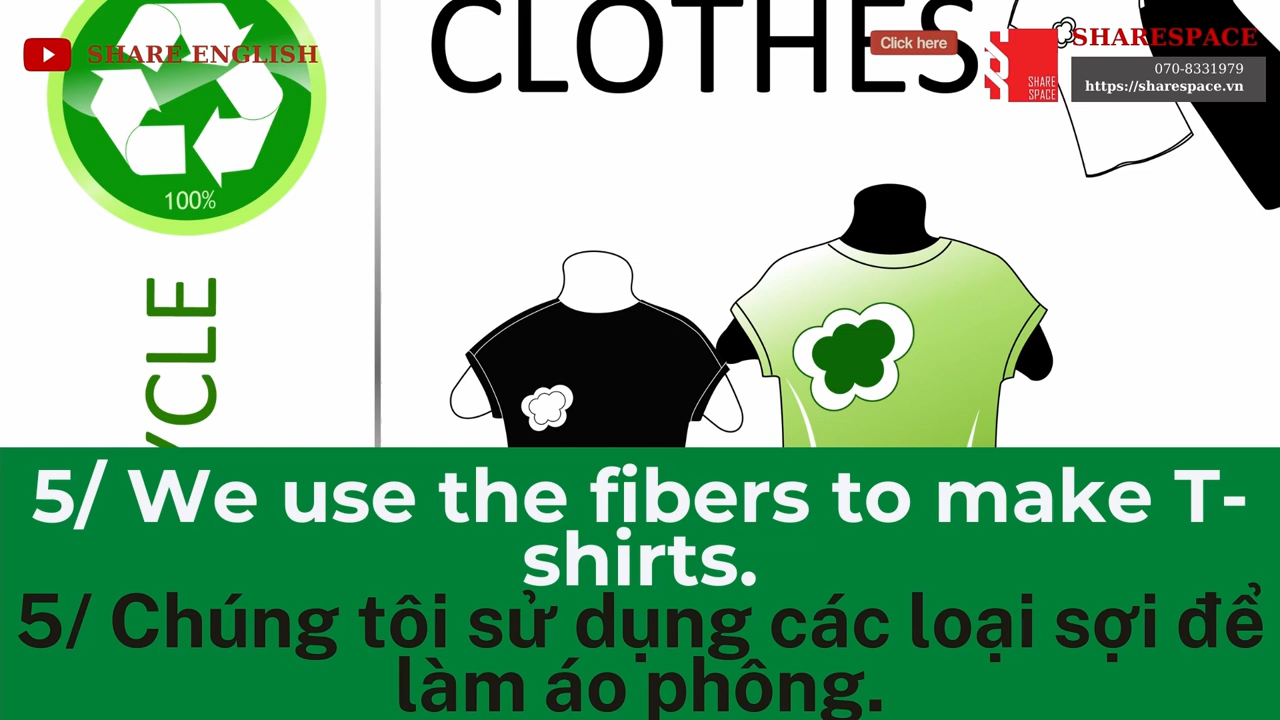 CLOTHES
SHARE ENGLISH
Click here
SHARESPACE
070-8331979
https://sharespace.vn
SHARE
SPACE
100%
YCLE
5/ We use the fibers to make T-
shirts.
5/ Chúng tôi sử dụng các loại sợi để
làm áo phông.